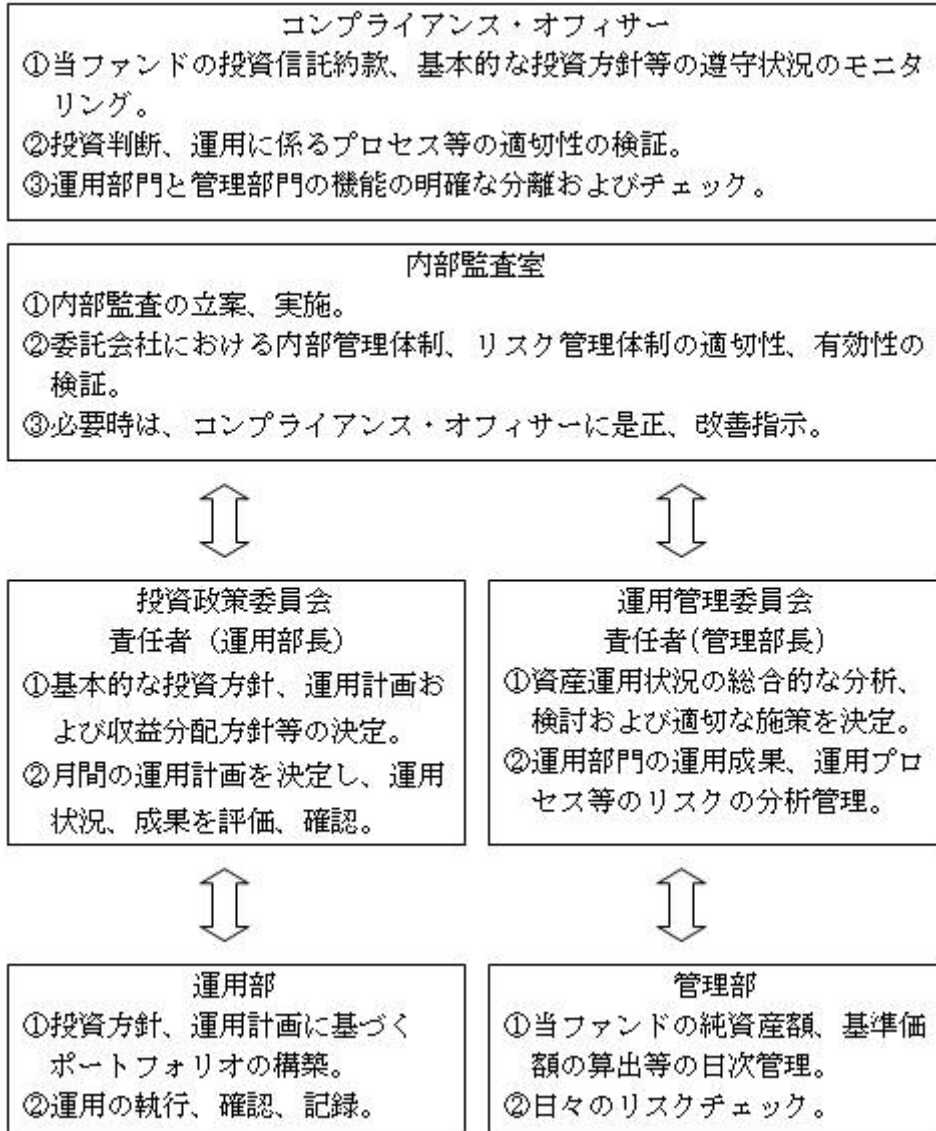 コンプライアンス・オフィサー
①当ファンドの投資信託約款、基本的な投資方針等の遵守状況のモニタ
リング。
②投資判断、運用に係るプロセス等の適切性の検証。
③運用部門と管理部門の機能の明確な分離およびチェック。
内部監査室
①内部監査の立案、実施。
②委託会社における内部管理体制、リスク管理体制の適切性、有効性の
検証。
③必要時は、コンプライアンス・オフィサーに是正、改善指示。
投資政策委員会
責任者（運用部長）
①基本的な投資方針、運用計画お
よび収益分配方針等の決定。
②月間の運用計画を決定し、運用
状況、成果を評価、確認。
運用管理委員会
責任者(管理部長)
①資産運用状況の総合的な分析、
検討および適切な施策を決定。
②運用部門の運用成果、運用プロ
セス等のリスクの分析管理。
運用部
①投資方針、運用計画に基づく
ポートフォリオの構築。
②運用の執行、確認、記録。
管理部
①当ファンドの純資産額、基準価
額の算出等の日次管理。
②日々のリスクチェック。